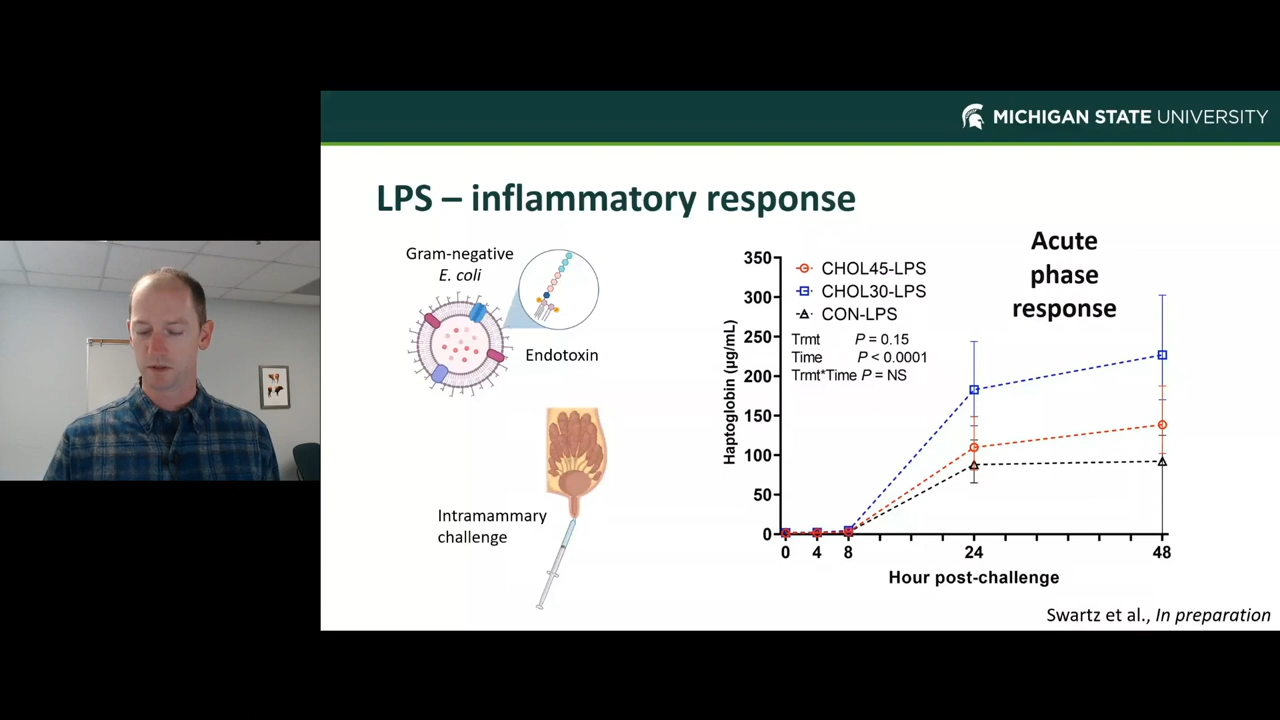 MICHIGAN STATE UNIVERSITY
LPS – inflammatory response
Gram-negative
E. coli
Endotoxin
Intramammary
challenge
Acute
phase
response
CHOL45-LPS
CHOL30-LPS
CON-LPS
Trmt P = 0.15
Time P < 0.0001
Trmt*Time P = NS
Haptoglobin (µg/mL)
350
300
250
200
150
100
50
0
0 4 8 24 48
Hour post-challenge
Swartz et al., In preparation